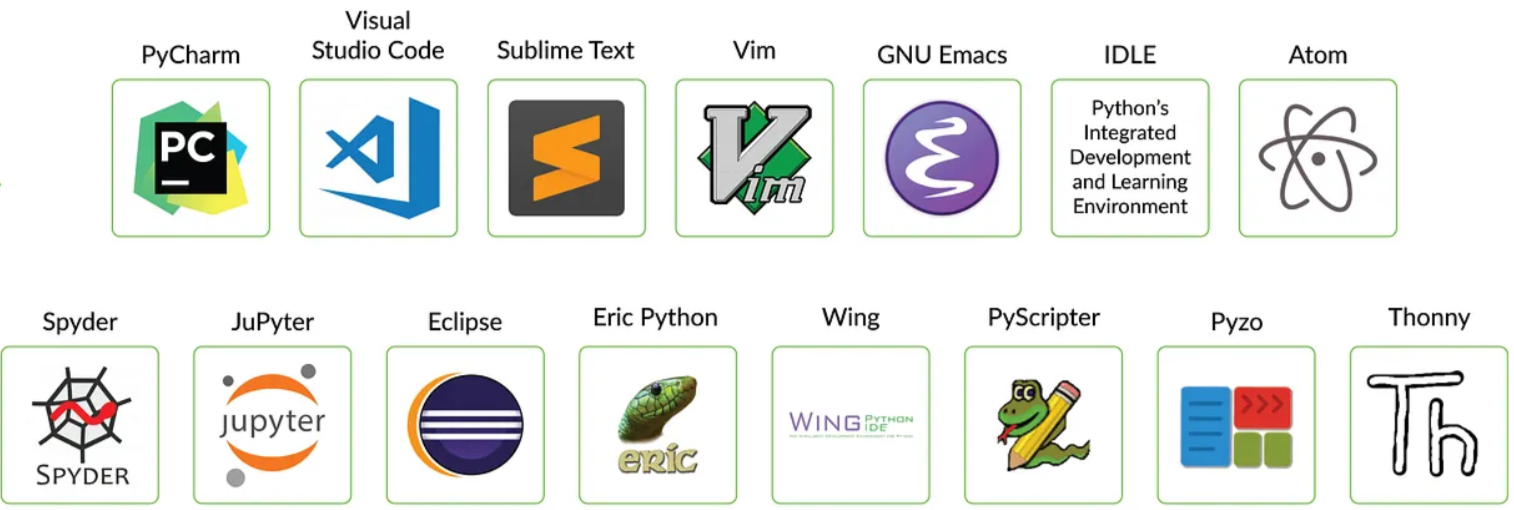 PyCharm
Visual
Studio Code
Sublime Text
Vim
GNU Emacs
IDLE
Atom
PC
Vim
Python's
Integrated
Development
and Learning
Environment
Spyder
JuPyter
Eclipse
Eric Python
Wing
PyScripter
Pyzo
Thonny
SPYDER
jupyter
eric
WING PYTHON
IDE
Th